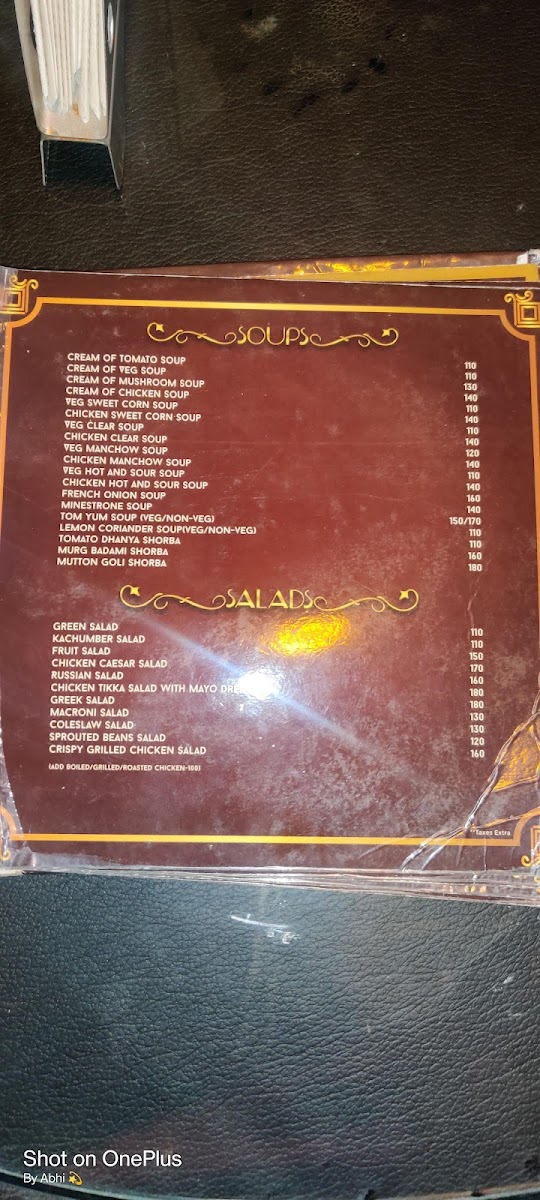 SOUPS
CREAM OF TOMATO SOUP 110
CREAM OF VEG SOUP 110
CREAM OF MUSHROOM SOUP 130
CREAM OF CHICKEN SOUP 140
VEG SWEET CORN SOUP 110
CHICKEN SWEET CORN SOUP 140
VEG CLEAR SOUP 110
CHICKEN CLEAR SOUP 140
VEG MANCHOW SOUP 120
CHICKEN MANCHOW SOUP 140
VEG HOT AND SOUR SOUP 110
CHICKEN HOT AND SOUR SOUP 140
FRENCH ONION SOUP 160
MINESTRONE SOUP 140
TOM YUM SOUP (VEG/NON-VEG) 150/170
LEMON CORIANDER SOUP(VEG/NON-VEG) 110
TOMATO DHANYA SHORBA 110
MURG BADAMI SHORBA 160
MUTTON GOLI SHORBA 180
SALADS
GREEN SALAD 110
KACHUMBER SALAD 110
FRUIT SALAD 150
CHICKEN CAESAR SALAD 170
RUSSIAN SALAD 160
CHICKEN TIKKA SALAD WITH MAYO 180
GREEK SALAD 180
MACRONI SALAD 130
COLESLAW SALAD 130
SPROUTED BEANS SALAD 120
CRISPY GRILLED CHICKEN SALAD 160
(ADD BOILED/GRILLED/ROASTED CHICKEN-100)
Taxes Extra
Shot on OnePlus
By Abhi 💫